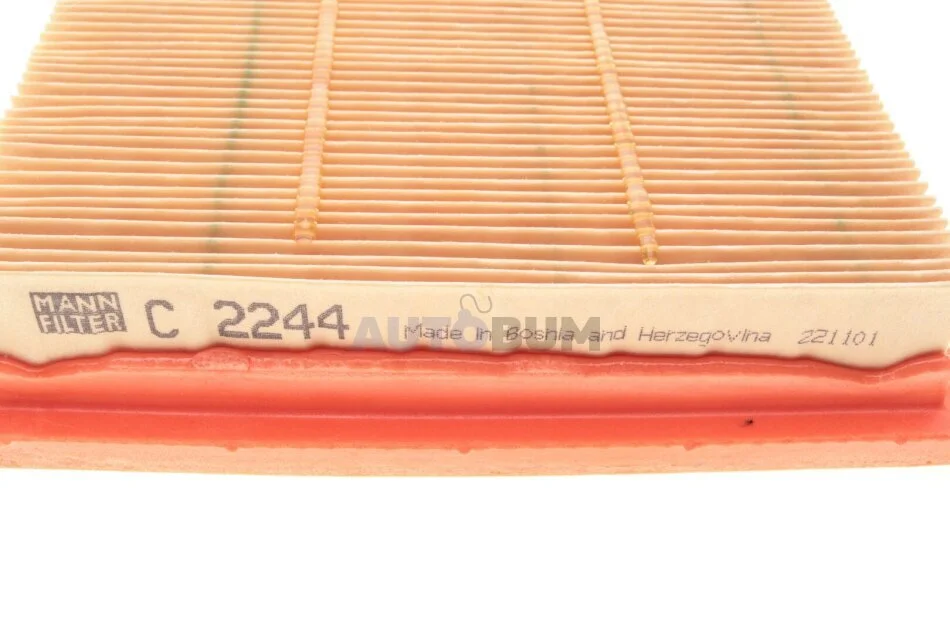 MANN
FILTER
C 2244
Made in Bosnia and Herzegovina 221101
AUTOBUM